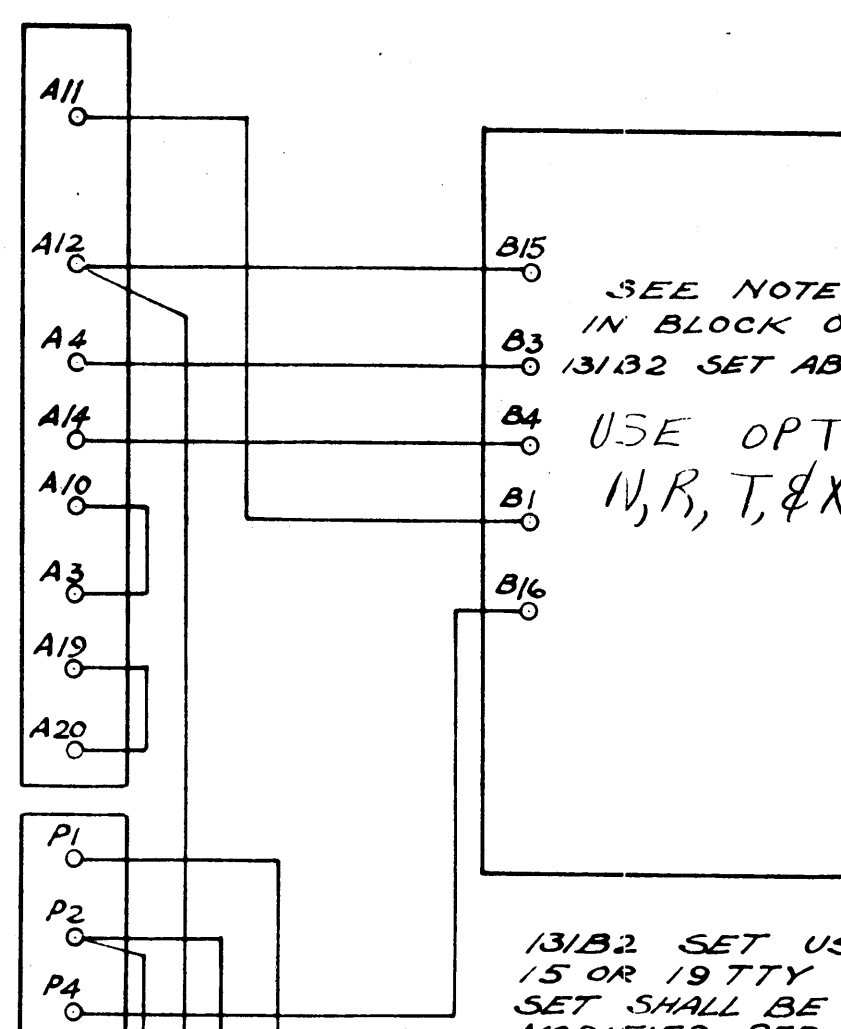 A11
A12
A4
A14
A10
A3
A19
A20
P1
P2
P4
B15
B3
B4
B1
B16
SEE NOTE
IN BLOCK O
131B2 SET AB
USE OPT
N, R, T, & X
131B2 SET US
15 OR 19 TTY
SET SHALL BE